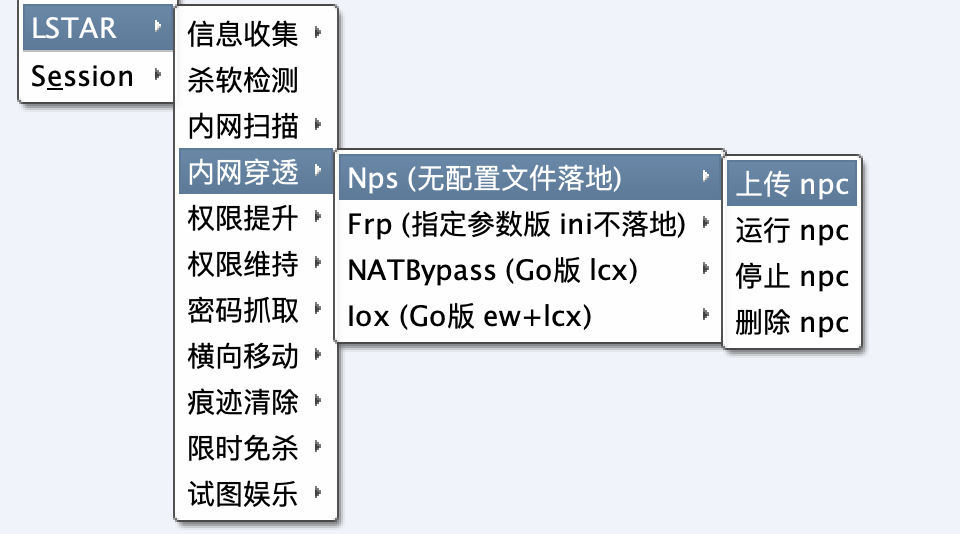 LSTAR
Session
信息收集
杀软检测
内网扫描
内网穿透
权限提升
权限维持
密码抓取
横向移动
痕迹清除
限时免杀
试图娱乐
Nps (无配置文件落地)
Frp (指定参数版 ini不落地)
NATBypass (Go版 lcx)
Iox (Go版 ew+lcx)
上传 npc
运行 npc
停止 npc
删除 npc